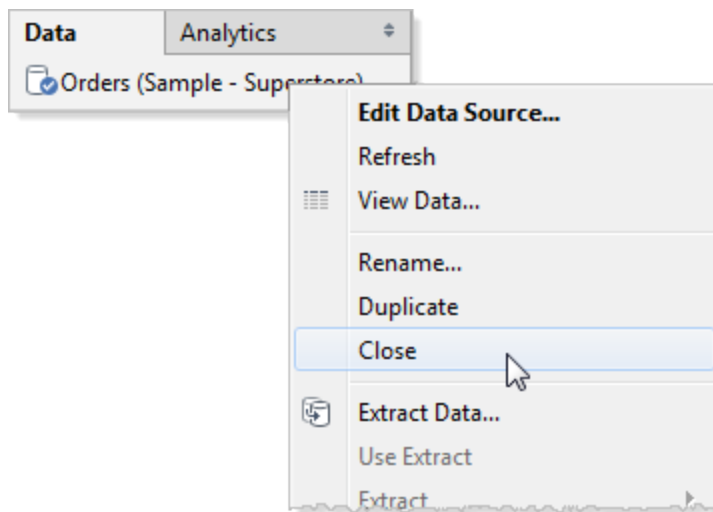 Data Analytics
Orders (Sample - Superstore)
Edit Data Source...
Refresh
View Data...
Rename...
Duplicate
Close
Extract Data...
Use Extract
Extract